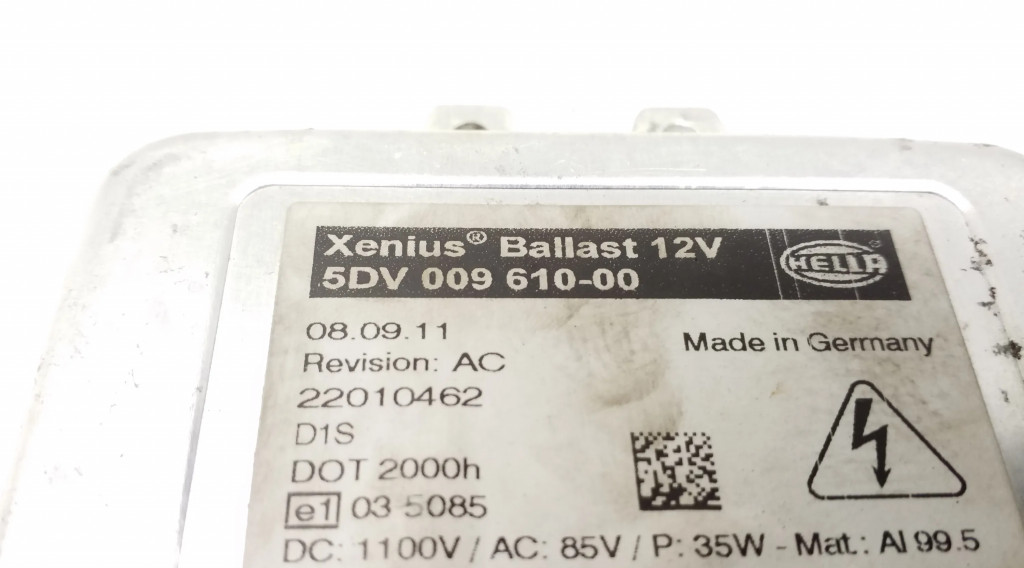 Xenius® Ballast 12V
5DV 009 610-00
HELLA
08.09.11
Made in Germany
Revision: AC
22010462
D1S
DOT 2000h
e1 03 5085
DC: 1100V / AC: 85V / P: 35W - Mat.: Al 99.5